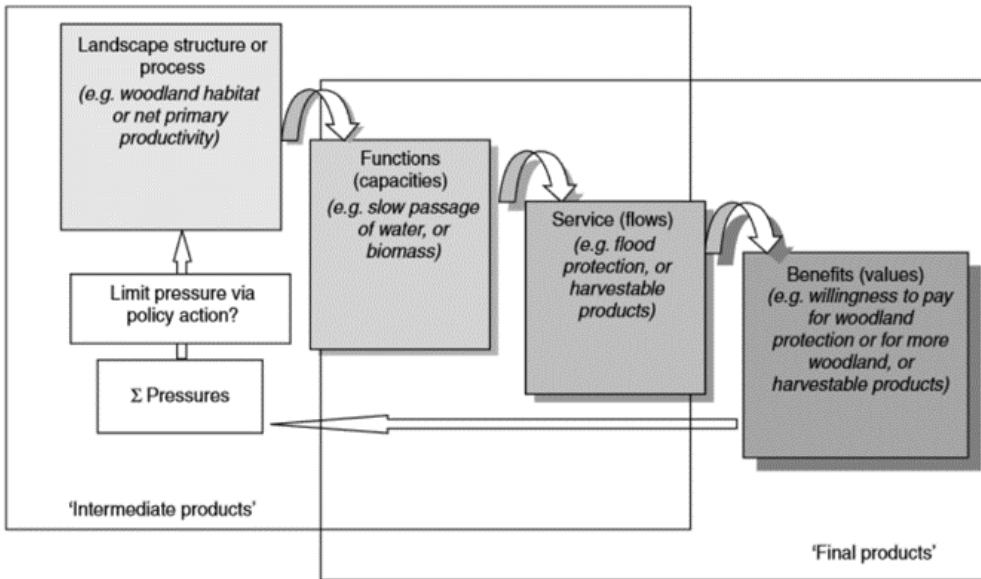 Landscape structure or
process
(e.g. woodland habitat
or net primary
productivity)
Functions
(capacities)
(e.g. slow passage
of water, or
biomass)
Service (flows)
(e.g. flood
protection, or
harvestable
products)
Benefits (values)
(e.g. willingness to pay
for woodland
protection or for more
woodland, or
harvestable products)
Limit pressure via
policy action?
Σ Pressures
'Intermediate products'
'Final products'